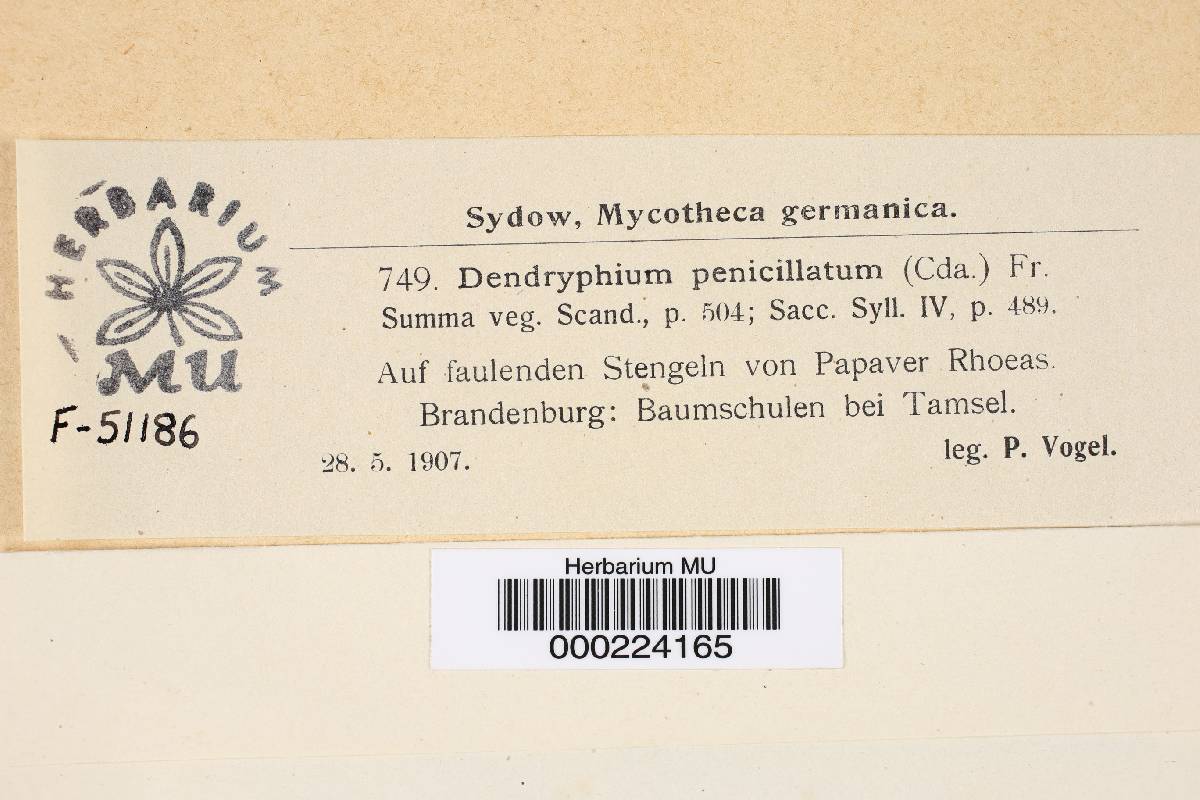 HERBARIUM
MU
F-51186
Sydow, Mycotheca germanica.
749. Dendryphium penicillatum (Cda.) Fr.
Summa veg. Scand., p. 504; Sacc. Syll. IV, p. 489.
Auf faulenden Stengeln von Papaver Rhoeas.
Brandenburg: Baumschulen bei Tamsel.
28. 5. 1907.
leg. P. Vogel.
Herbarium MU
000224165